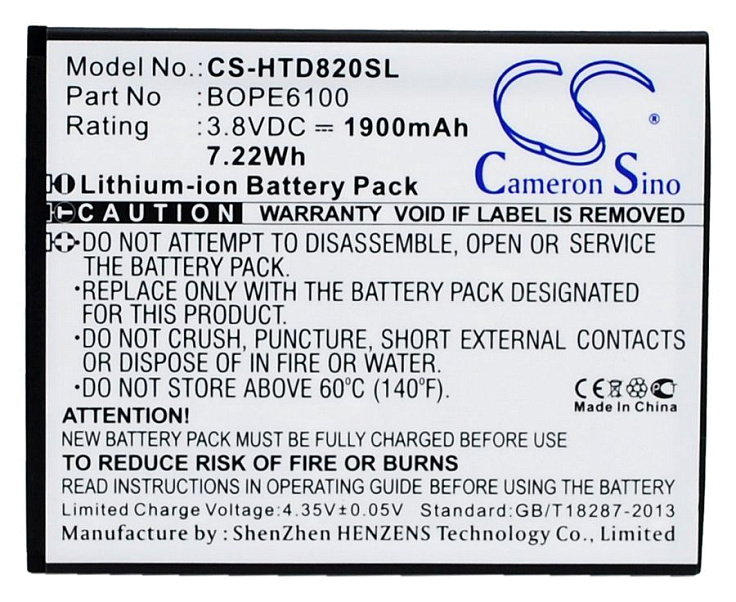 Model No.: CS-HTD820SL
Part No :BOPE6100
Rating :3.8VDC ⎓ 1900mAh
7.22Wh
CS ®
Cameron Sino
Lithium-ion Battery Pack
CAUTION WARRANTY VOID IF LABEL IS REMOVED
•DO NOT ATTEMPT TO DISASSEMBLE, OPEN OR SERVICE
THE BATTERY PACK.
•REPLACE ONLY WITH THE BATTERY PACK DESIGNATED
FOR THIS PRODUCT.
•DO NOT CRUSH, PUNCTURE, SHORT EXTERNAL CONTACTS
OR DISPOSE OF IN FIRE OR WATER.
•DO NOT STORE ABOVE 60°C (140°F).
CE PC
Made In China
ATTENTION!
NEW BATTERY PACK MUST BE FULLY CHARGED BEFORE USE
TO REDUCE RISK OF FIRE OR BURNS
READ INSTRUCTIONS IN OPERATING GUIDE BEFORE USING THE BATTERY
Limited Charge Voltage:4.35V±0.05V Standard:GB/T18287-2013
Manufacture by : ShenZhen HENZENS Technology Co., Limited